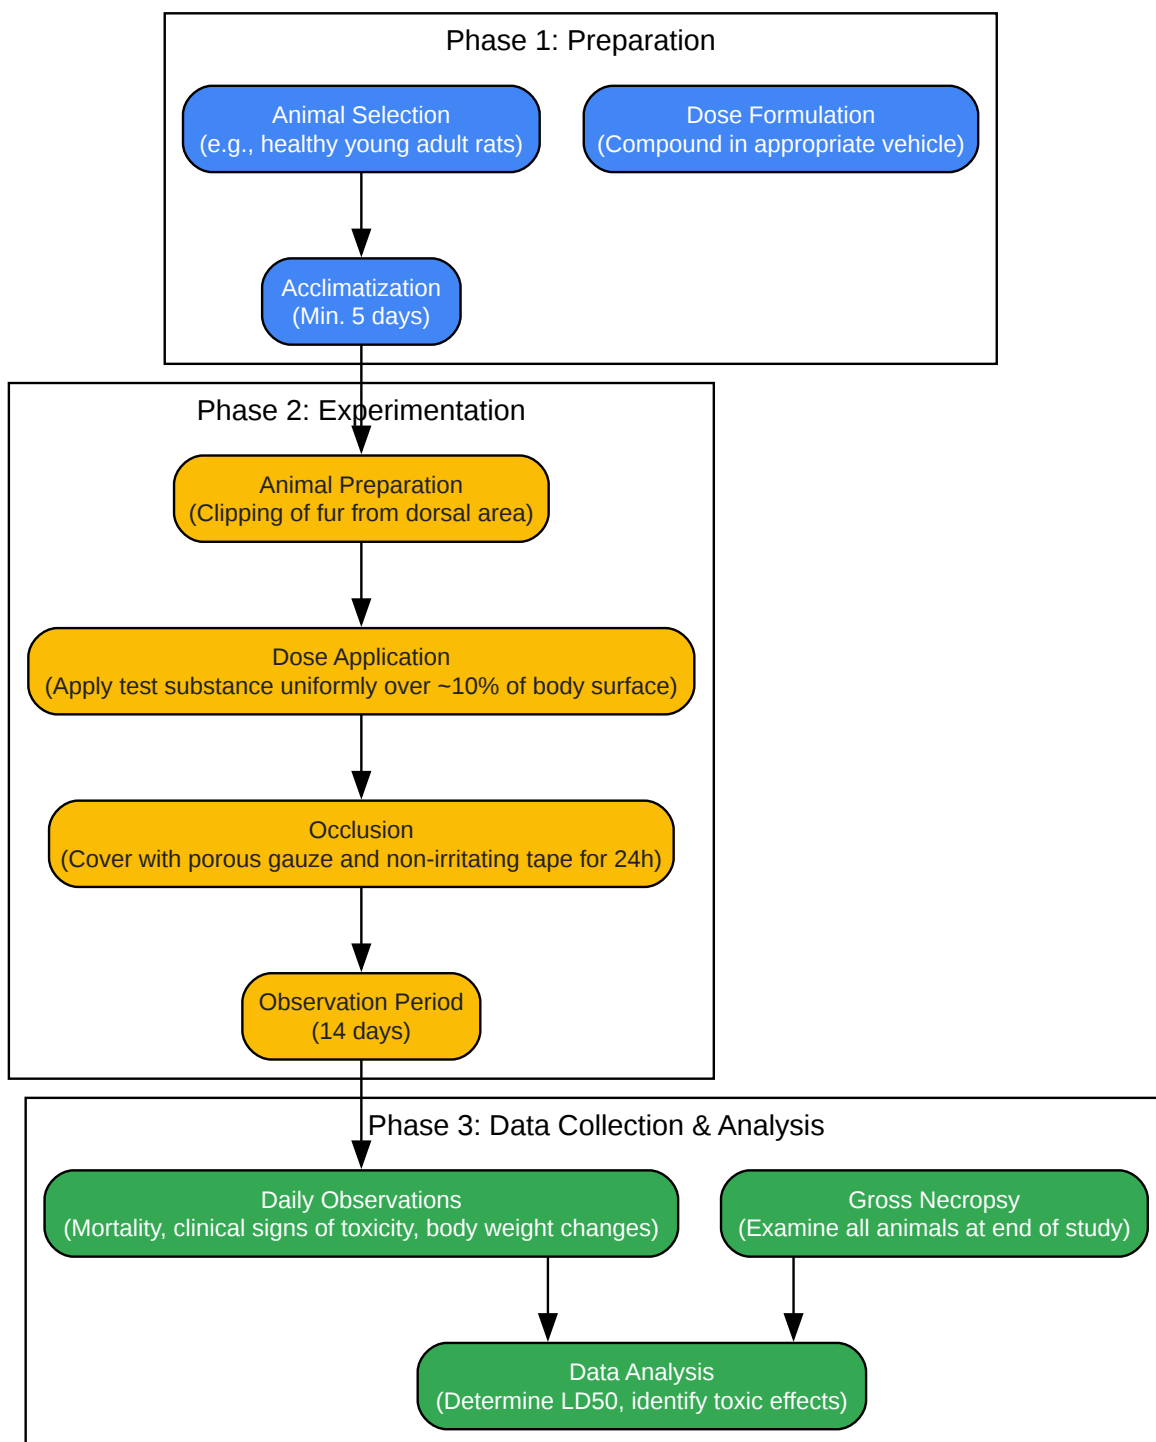 Phase 1: Preparation
Animal Selection
(e.g., healthy young adult rats)
Dose Formulation
(Compound in appropriate vehicle)
Acclimatization
(Min. 5 days)
Phase 2: Experimentation
Animal Preparation
(Clipping of fur from dorsal area)
Dose Application
(Apply test substance uniformly over ~10% of body surface)
Occlusion
(Cover with porous gauze and non-irritating tape for 24h)
Observation Period
(14 days)
Phase 3: Data Collection & Analysis
Daily Observations
(Mortality, clinical signs of toxicity, body weight changes)
Gross Necropsy
(Examine all animals at end of study)
Data Analysis
(Determine LD50, identify toxic effects)